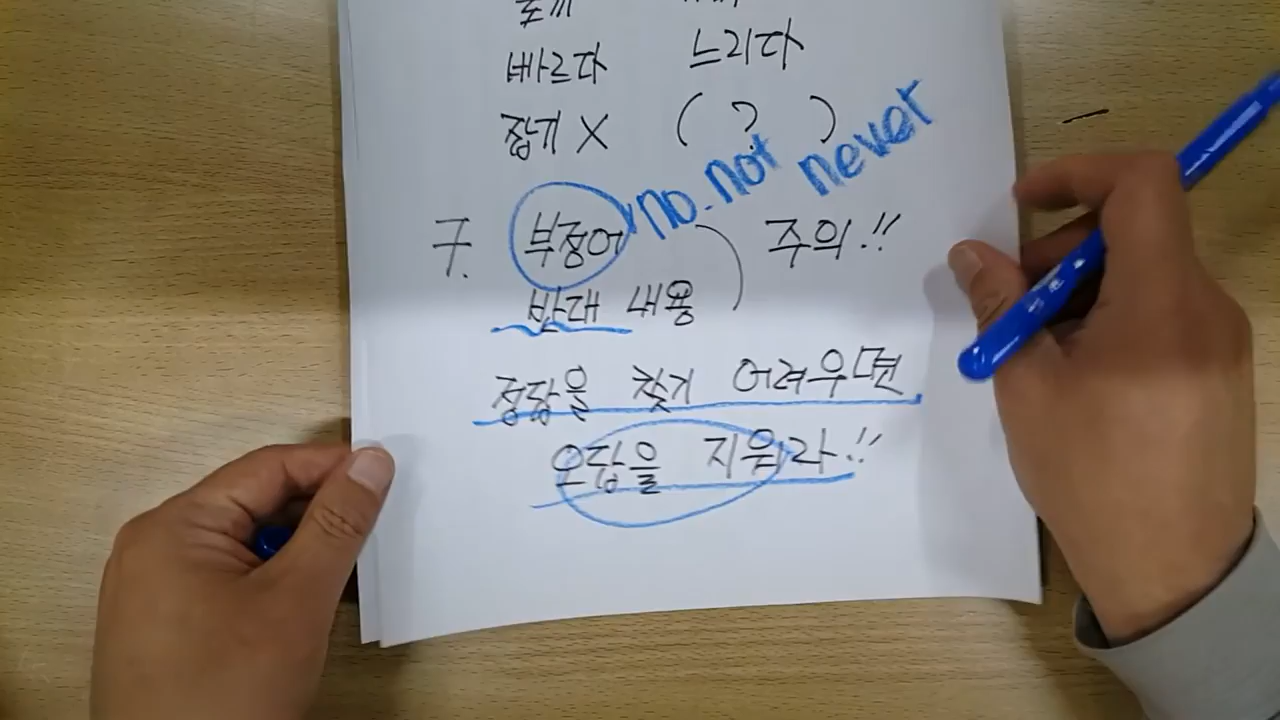 빠르다 느리다
잡기 X ( ? )
no. not never
구. 부정어 주의!!
반대 내용
정답을 찾기 어려우면
오답을 지워라!!